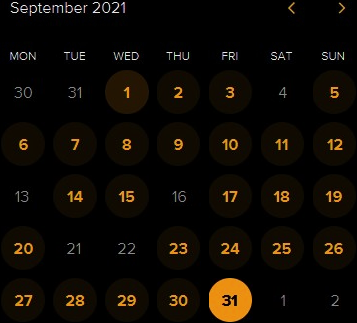 September 2021
MON TUE WED THU FRI SAT SUN
30 31 1 2 3 4 5
6 7 8 9 10 11 12
13 14 15 16 17 18 19
20 21 22 23 24 25 26
27 28 29 30 31 1 2